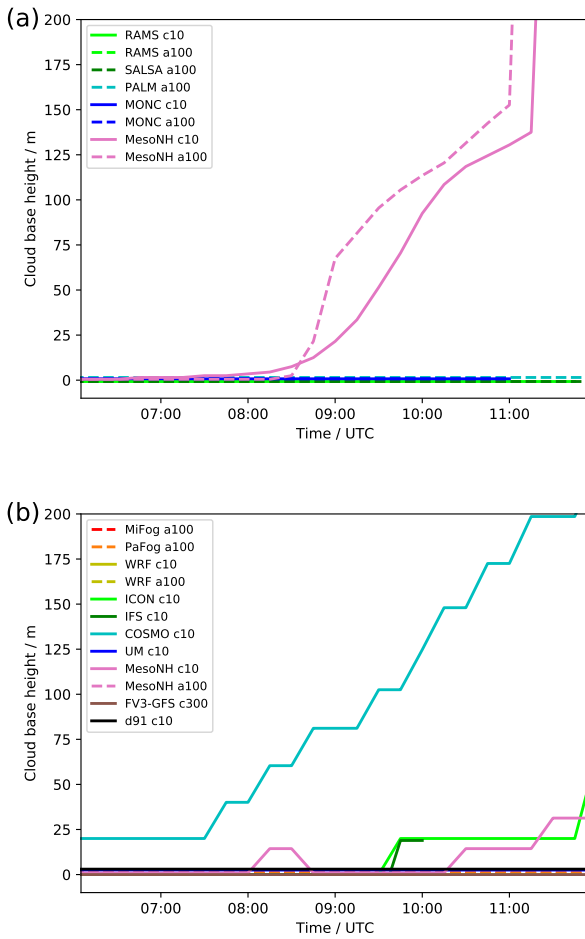 (a)
200
175
150
125
100
75
50
25
0
Cloud base height / m
RAMS c10
RAMS a100
SALSA a100
PALM a100
MONC c10
MONC a100
MesoNH c10
MesoNH a100
07:00 08:00 09:00 10:00 11:00
Time / UTC
(b)
200
175
150
125
100
75
50
25
0
Cloud base height / m
MiFog a100
PaFog a100
WRF c10
WRF a100
ICON c10
IFS c10
COSMO c10
UM c10
MesoNH c10
MesoNH a100
FV3-GFS c300
d91 c10
07:00 08:00 09:00 10:00 11:00
Time / UTC